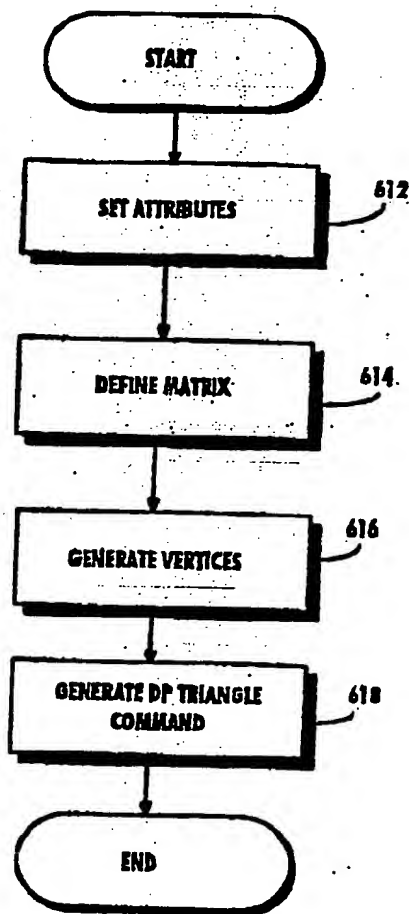 START
SET ATTRIBUTES
612
DEFINE MATRIX
614
GENERATE VERTICES
616
GENERATE DP TRIANGLE
COMMAND
618
END